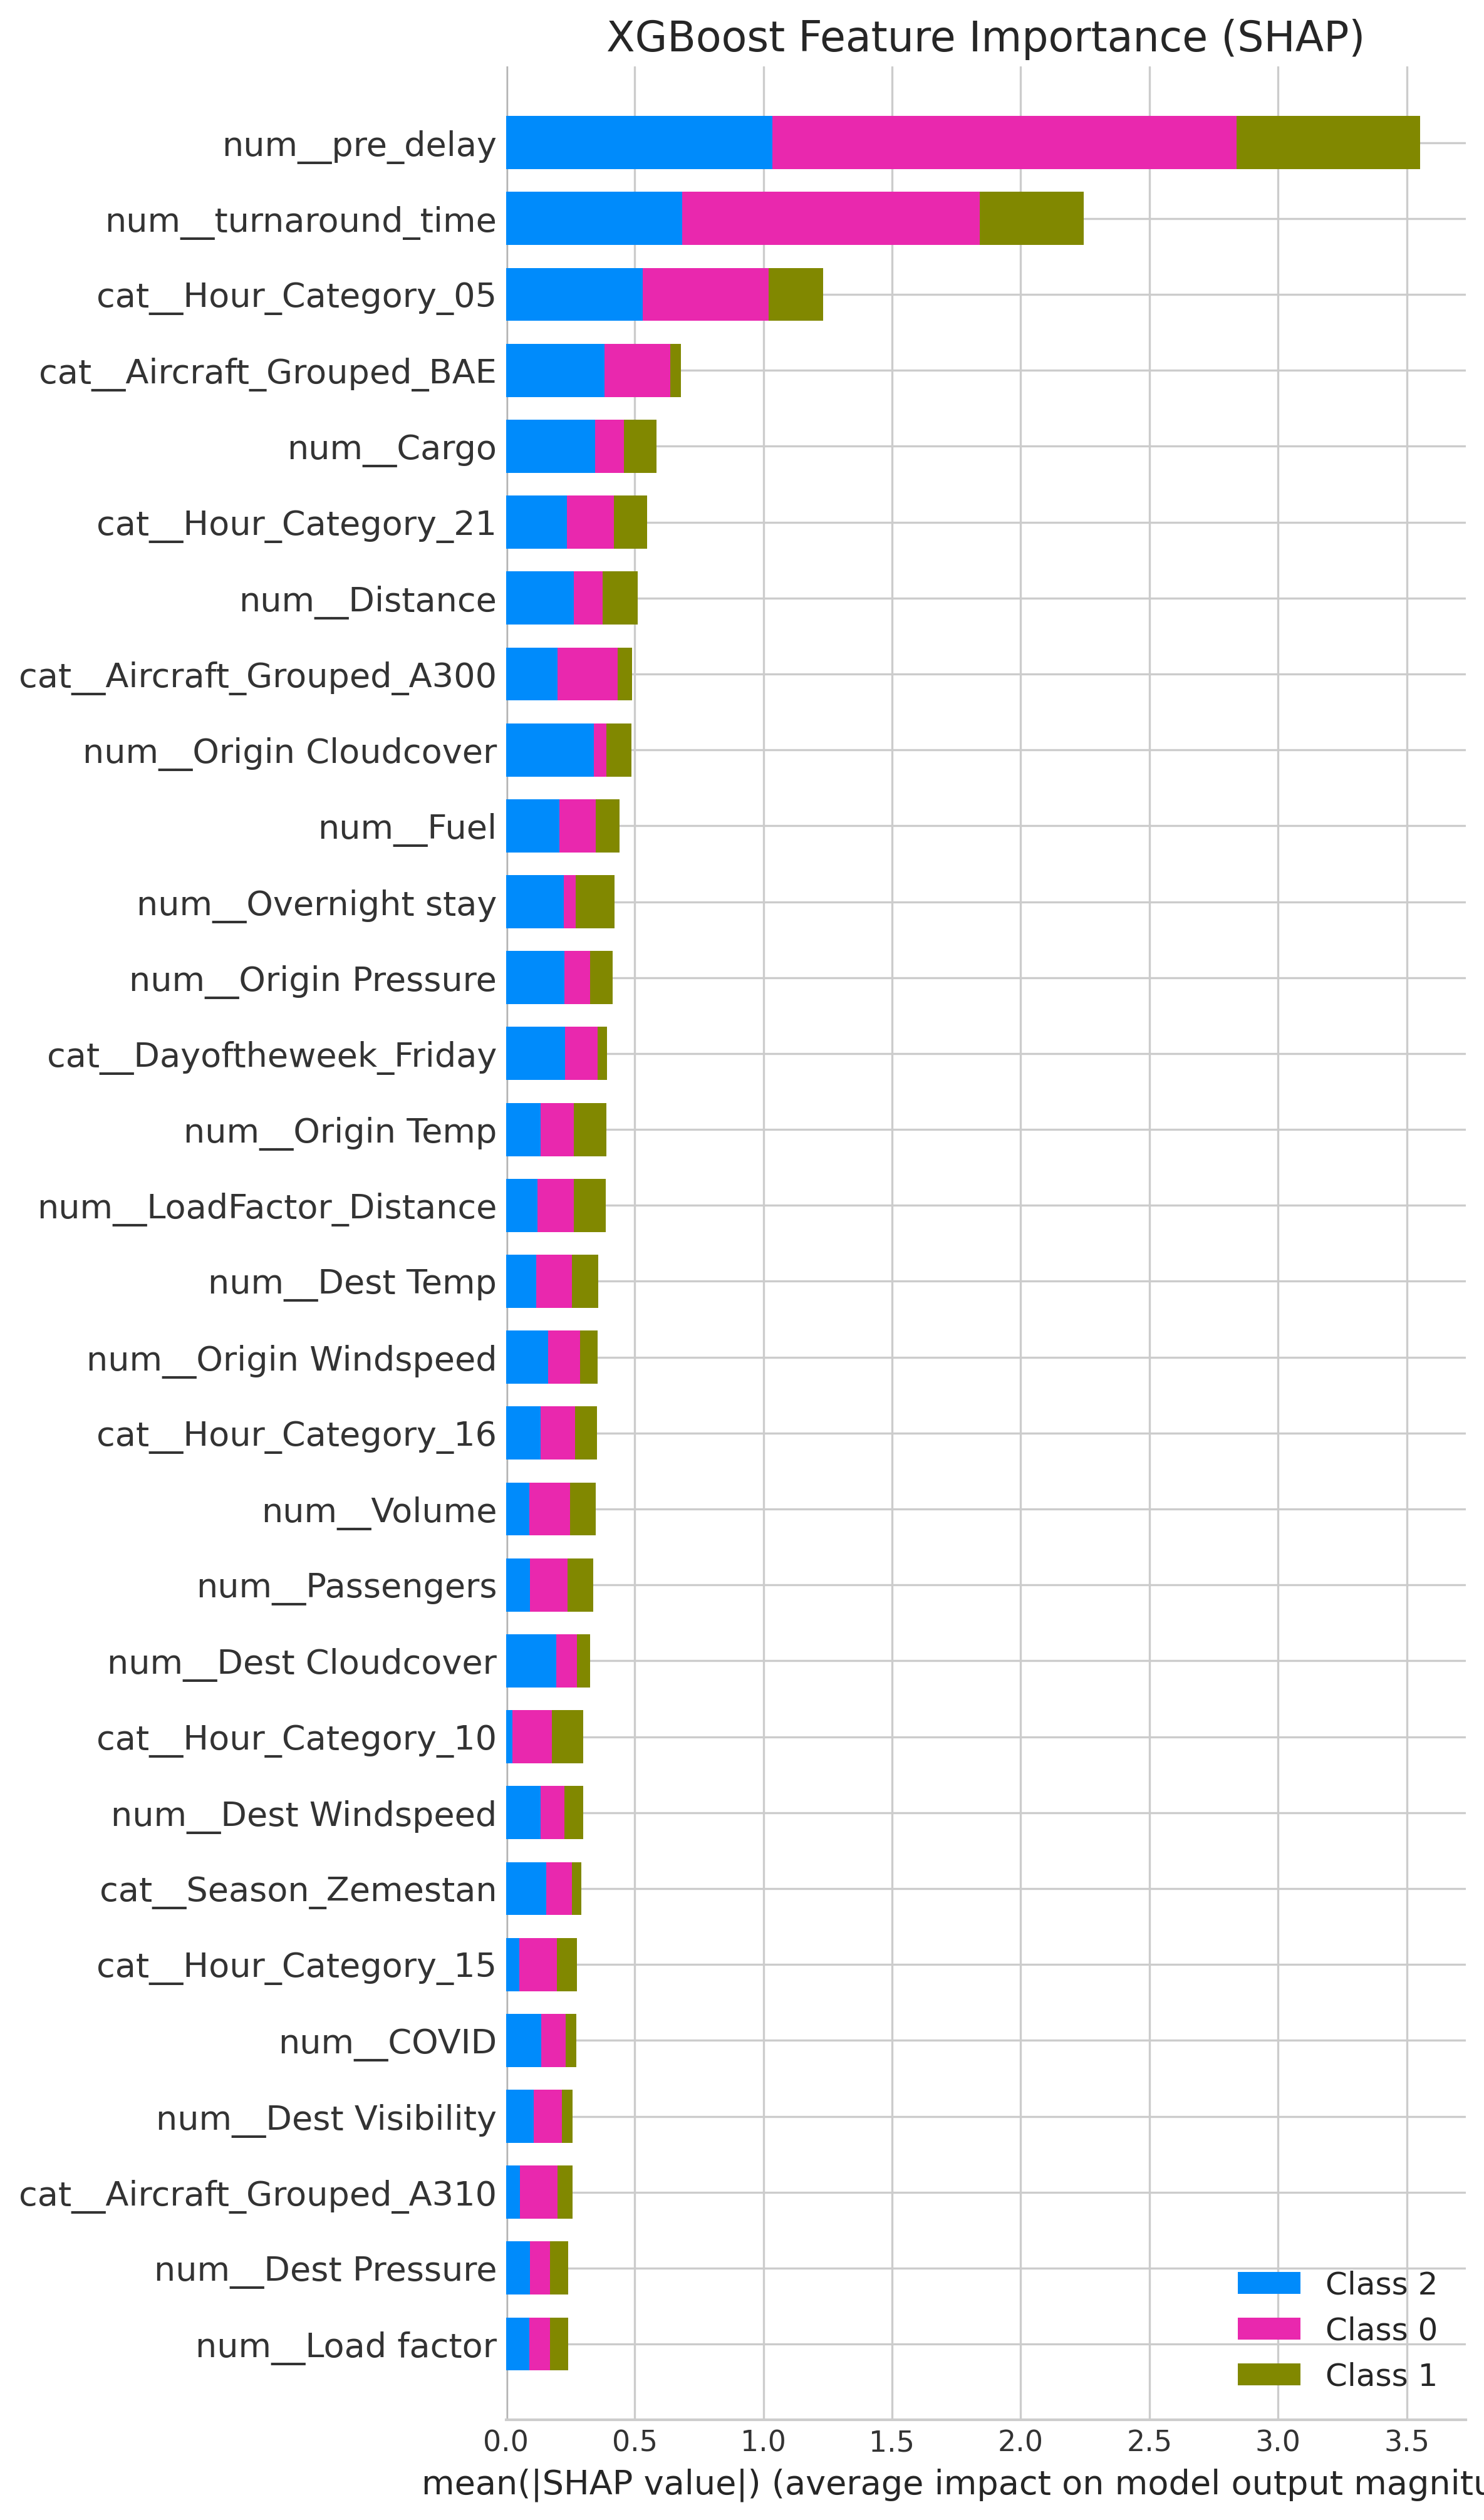 XGBoost Feature Importance (SHAP)
num__pre_delay
num__turnaround_time
cat__Hour_Category_05
cat__Aircraft_Grouped_BAE
num__Cargo
cat__Hour_Category_21
num__Distance
cat__Aircraft_Grouped_A300
num__Origin Cloudcover
num__Fuel
num__Overnight stay
num__Origin Pressure
cat__Dayoftheweek_Friday
num__Origin Temp
num__LoadFactor_Distance
num__Dest Temp
num__Origin Windspeed
cat__Hour_Category_16
num__Volume
num__Passengers
num__Dest Cloudcover
cat__Hour_Category_10
num__Dest Windspeed
cat__Season_Zemestan
cat__Hour_Category_15
num__COVID
num__Dest Visibility
cat__Aircraft_Grouped_A310
num__Dest Pressure
num__Load factor
Class 2
Class 0
Class 1
0.0 0.5 1.0 1.5 2.0 2.5 3.0 3.5
mean(|SHAP value|) (average impact on model output magnitu